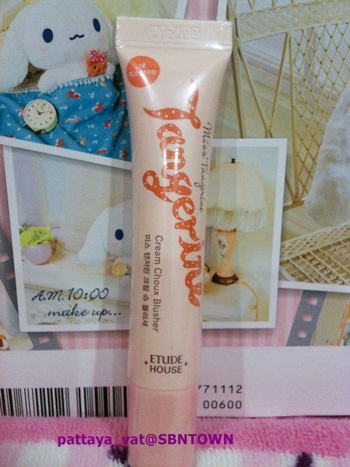 Miss Tangerine
Tangerine
Cream Choux Blusher
미스 탠저린 크림 슈 블러셔
ETUDE
HOUSE
A.M.10:00
make up...
771112
00600
pattaya_vat@SBNTOWN